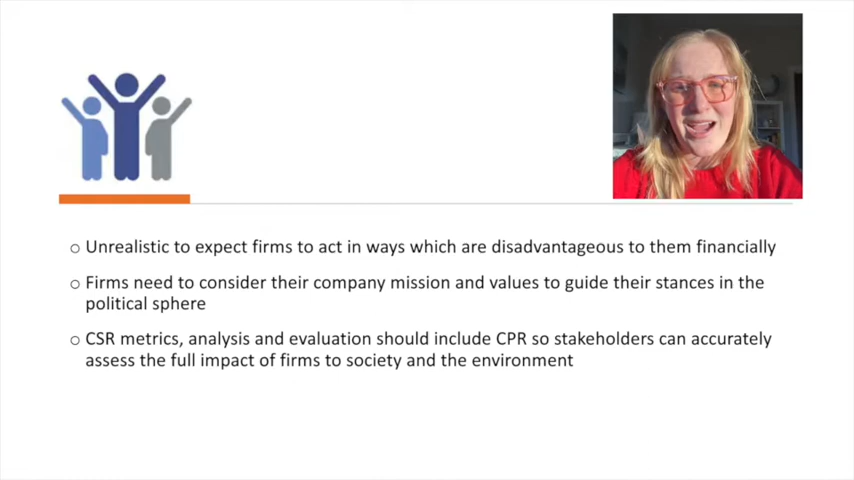 Unrealistic to expect firms to act in ways which are disadvantageous to them financially
Firms need to consider their company mission and values to guide their stances in the
political sphere
CSR metrics, analysis and evaluation should include CPR so stakeholders can accurately
assess the full impact of firms to society and the environment